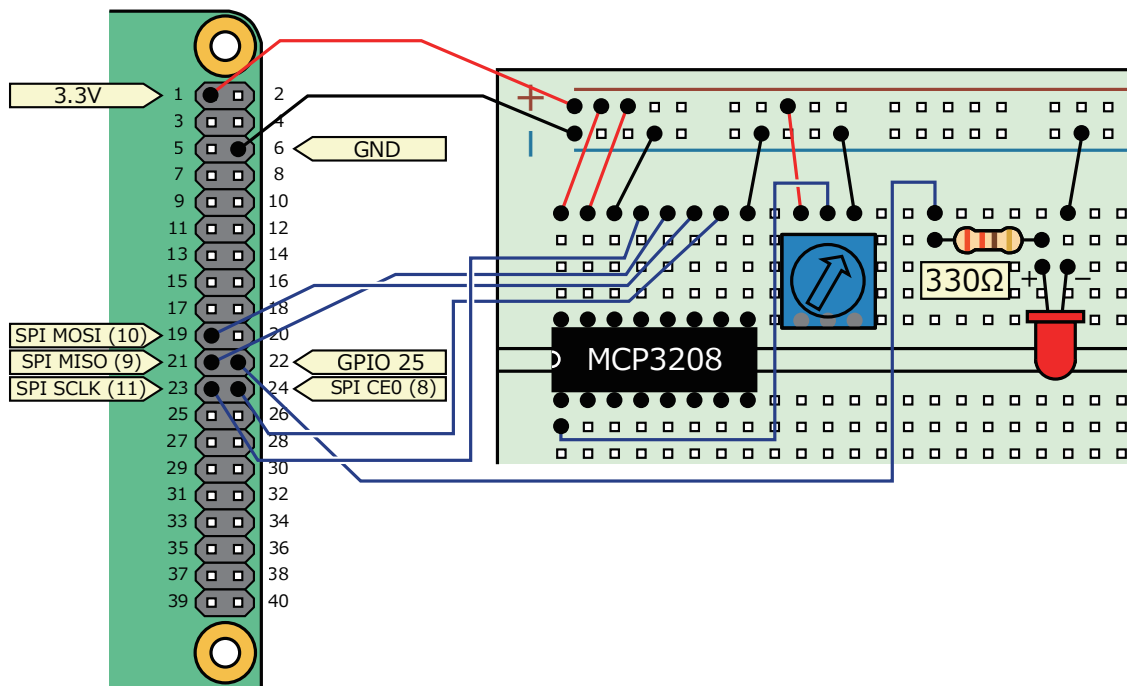 3.3V
1 2
3 4
5 6
GND
7 8
9 10
11 12
13 14
15 16
17 18
SPI MOSI (10)
19 20
SPI MISO (9)
21 22
GPIO 25
SPI SCLK (11)
23 24
SPI CE0 (8)
25 26
27 28
29 30
31 32
33 34
35 36
37 38
39 40
+
−
MCP3208
330Ω
+ −